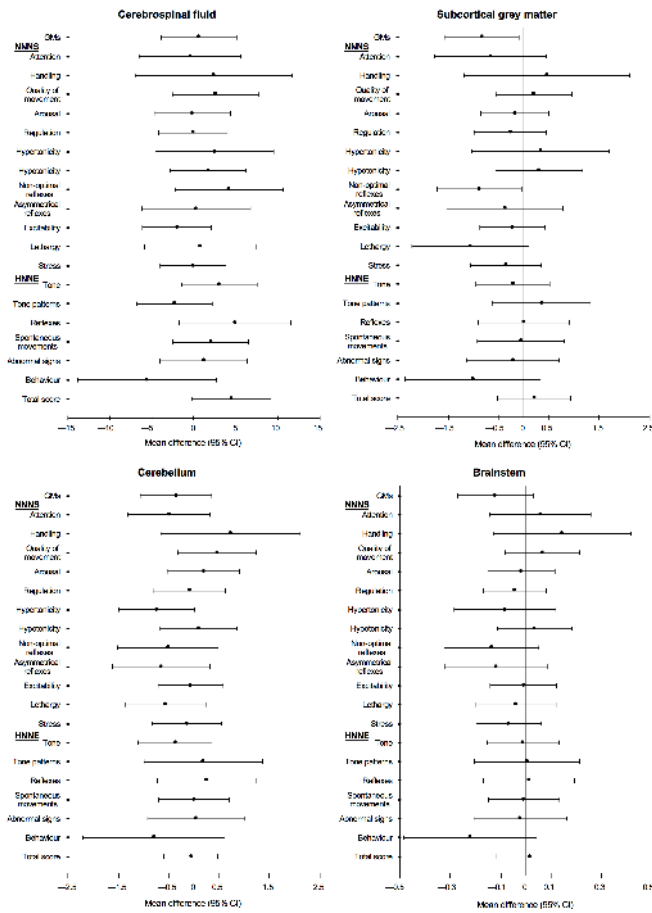 Cerebrospinal fluid
GMs
NNNS
Attention
Handling
Quality of
movement
Arousal
Regulation
Hypertonicity
Hypotonicity
Non-optimal
reflexes
Asymmetrical
reflexes
Excitability
Lethargy
Stress
HNNE
Tone
Tone patterns
Reflexes
Spontaneous
movements
Abnormal signs
Behaviour
Total score
−15 −10 −5 0 5 10 15
Mean difference (95% CI)
Subcortical grey matter
GMs
NNNS
Attention
Handling
Quality of
movement
Arousal
Regulation
Hypertonicity
Hypotonicity
Non-optimal
reflexes
Asymmetrical
reflexes
Excitability
Lethargy
Stress
HNNE
Tone
Tone patterns
Reflexes
Spontaneous
movements
Abnormal signs
Behaviour
Total score
−2.5 −1.5 −0.5 0 0.5 1.5 2.5
Mean difference (95% CI)
Cerebellum
GMs
NNNS
Attention
Handling
Quality of
movement
Arousal
Regulation
Hypertonicity
Hypotonicity
Non-optimal
reflexes
Asymmetrical
reflexes
Excitability
Lethargy
Stress
HNNE
Tone
Tone patterns
Reflexes
Spontaneous
movements
Abnormal signs
Behaviour
Total score
−2.5 −1.5 −0.5 0.5 1.5 2.5
Mean difference (95% CI)
Brainstem
GMs
NNNS
Attention
Handling
Quality of
movement
Arousal
Regulation
Hypertonicity
Hypotonicity
Non-optimal
reflexes
Asymmetrical
reflexes
Excitability
Lethargy
Stress
HNNE
Tone
Tone patterns
Reflexes
Spontaneous
movements
Abnormal signs
Behaviour
Total score
−0.5 −0.3 −0.1 0 0.1 0.3 0.5
Mean difference (95% CI)